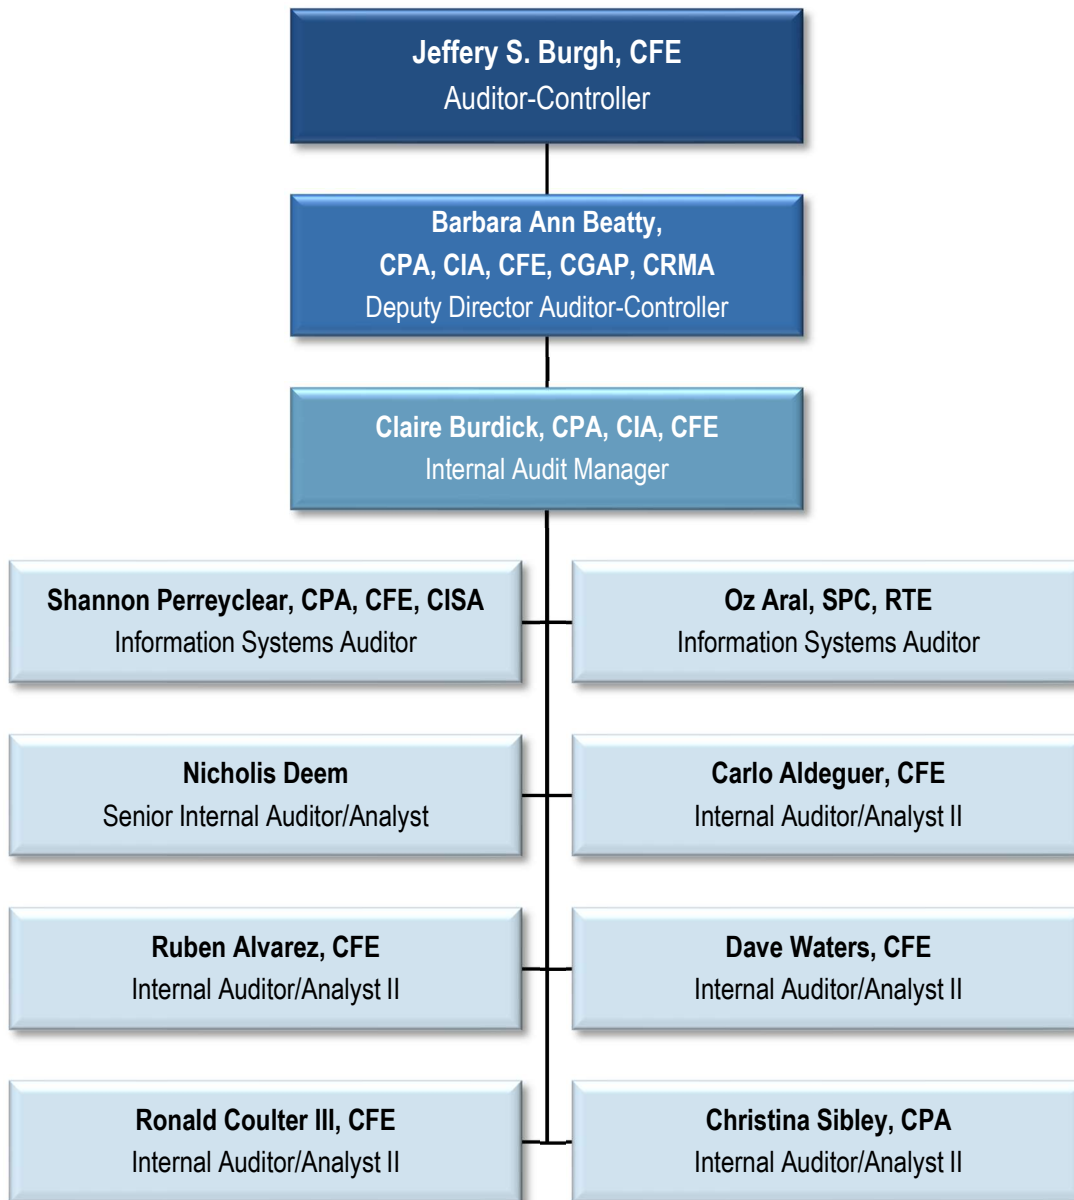 Jeffery S. Burgh, CFE
Auditor-Controller
Barbara Ann Beatty,
CPA, CIA, CFE, CGAP, CRMA
Deputy Director Auditor-Controller
Claire Burdick, CPA, CIA, CFE
Internal Audit Manager
Shannon Perreyclear, CPA, CFE, CISA
Information Systems Auditor
Oz Aral, SPC, RTE
Information Systems Auditor
Nicholis Deem
Senior Internal Auditor/Analyst
Carlo Aldeguer, CFE
Internal Auditor/Analyst II
Ruben Alvarez, CFE
Internal Auditor/Analyst II
Dave Waters, CFE
Internal Auditor/Analyst II
Ronald Coulter III, CFE
Internal Auditor/Analyst II
Christina Sibley, CPA
Internal Auditor/Analyst II